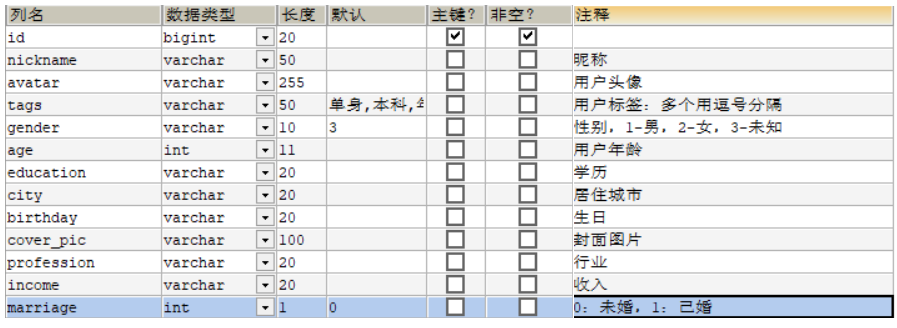 列名 数据类型 长度 默认 主键? 非空? 注释
id bigint 20
nickname varchar 50 昵称
avatar varchar 255 用户头像
tags varchar 50 单身,本科, 用户标签：多个用逗号分隔
gender varchar 10 3 性别，1-男，2-女，3-未知
age int 11 用户年龄
education varchar 20 学历
city varchar 20 居住城市
birthday varchar 20 生日
cover_pic varchar 100 封面图片
profession varchar 20 行业
income varchar 20 收入
marriage int 1 0 0：未婚，1：已婚